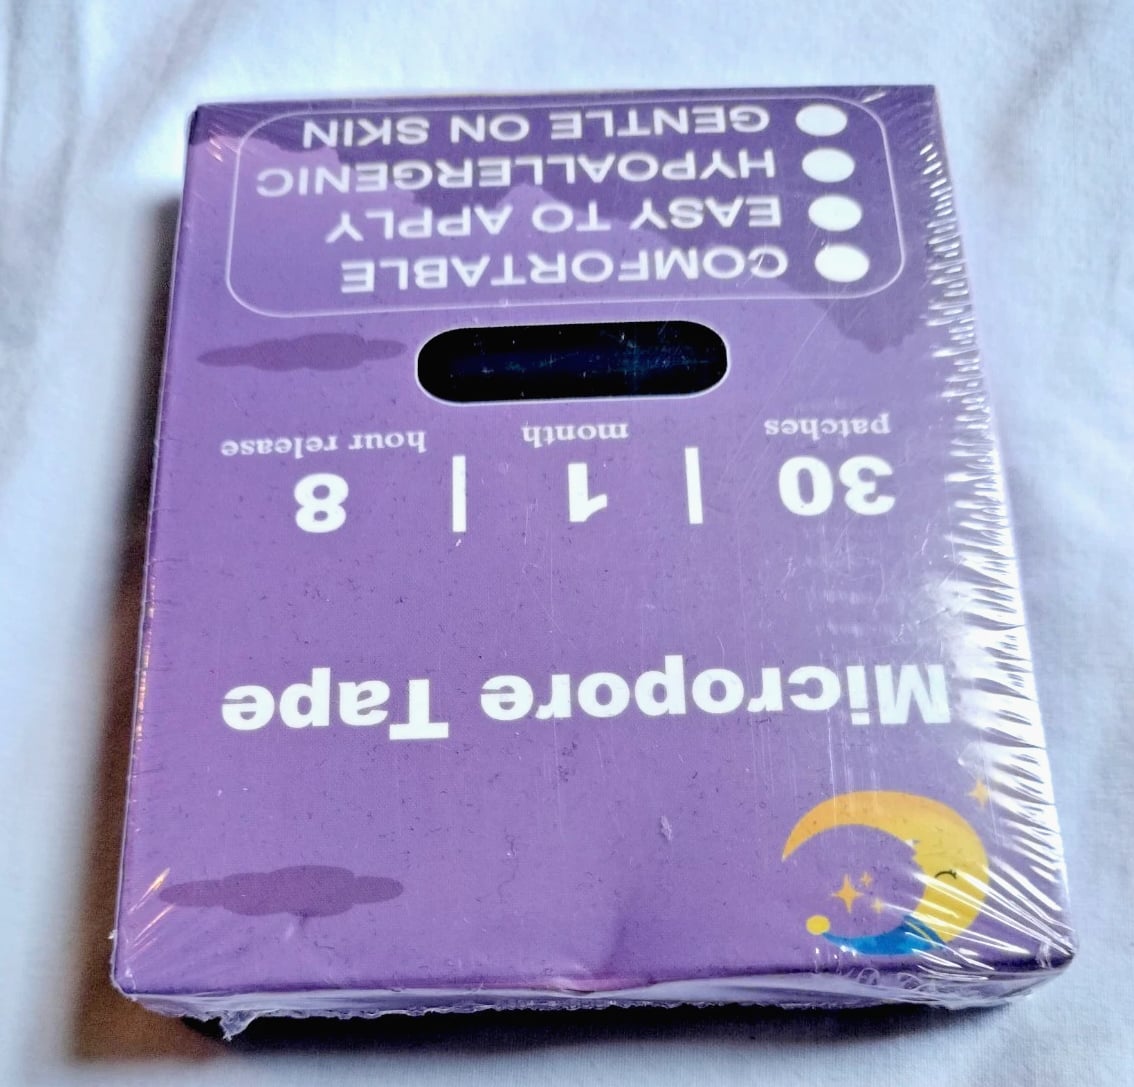 Micropore Tape
30 | 1 | 8
patches month hour release
COMFORTABLE
EASY TO APPLY
HYPOALLERGENIC
GENTLE ON SKIN